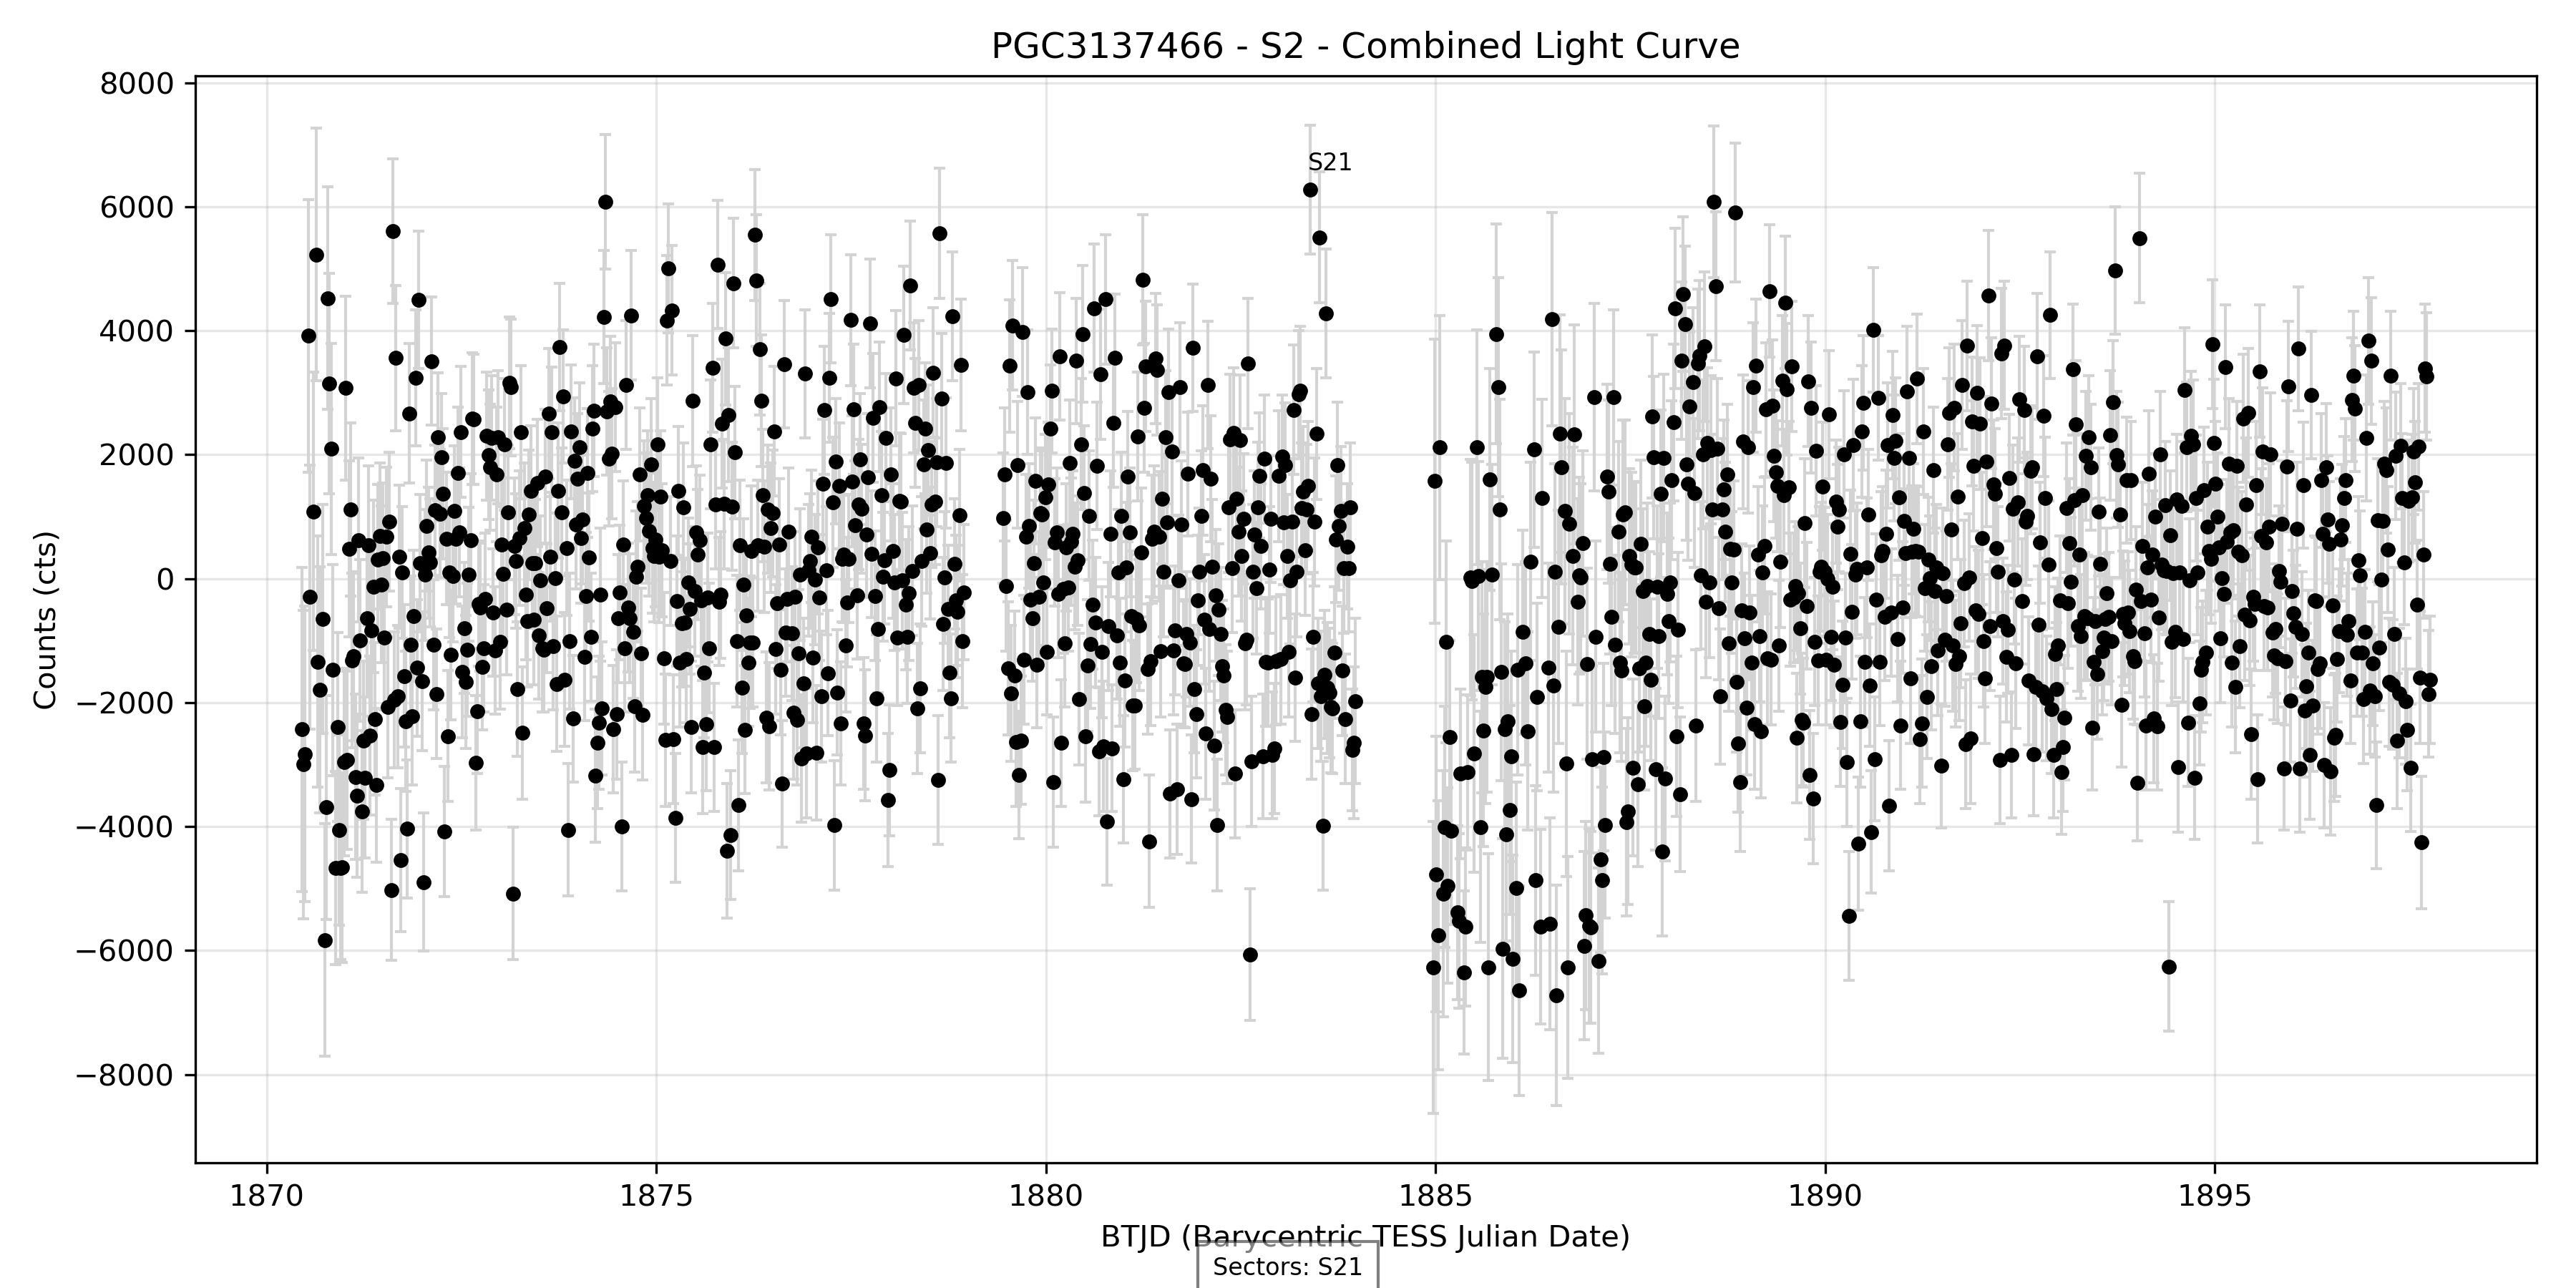 PGC3137466 - S2 - Combined Light Curve
Counts (cts)
8000
6000
4000
2000
0
−2000
−4000
−6000
−8000
S21
1870 1875 1880 1885 1890 1895
BTJD (Barycentric TESS Julian Date)
Sectors: S21